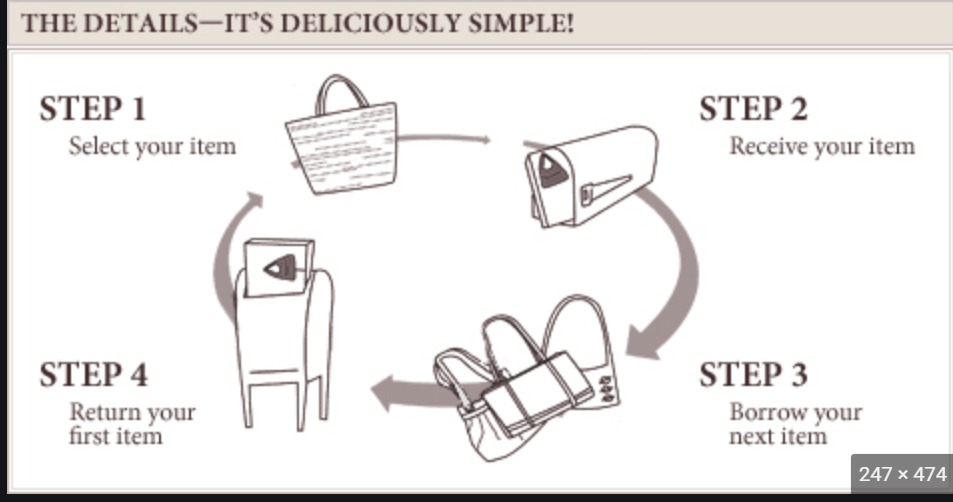 THE DETAILS—IT'S DELICIOUSLY SIMPLE!
STEP 1
Select your item
STEP 2
Receive your item
STEP 3
Borrow your
next item
STEP 4
Return your
first item
247 × 474